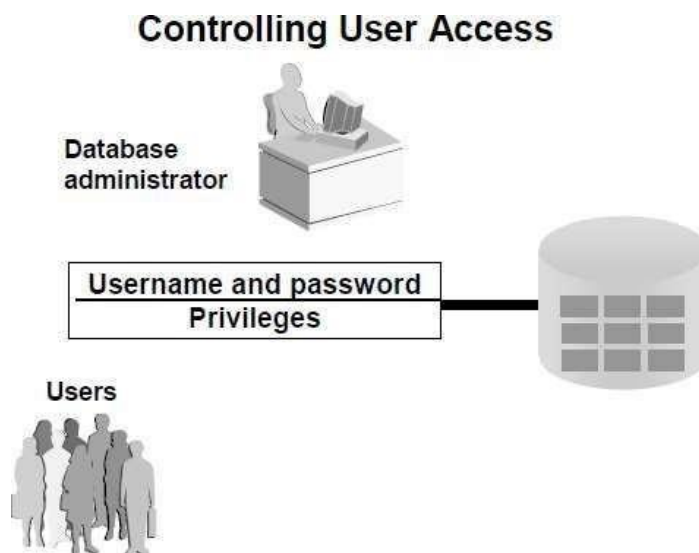 Controlling User Access
Database
administrator
Username and password
Privileges
Users